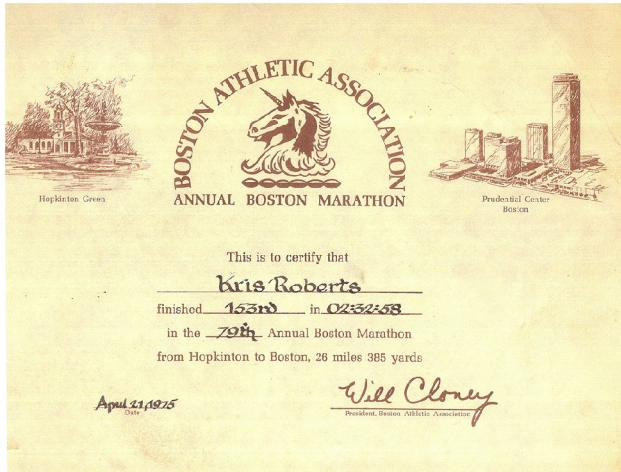 BOSTON ATHLETIC ASSOCIATION
ANNUAL BOSTON MARATHON
Hopkinton Green
Prudential Center
Boston
This is to certify that
Kris Roberts
finished 153rd in 02:32:58
in the 79th Annual Boston Marathon
from Hopkinton to Boston, 26 miles 385 yards
April 21, 1975
Date
Will Cloney
President, Boston Athletic Association